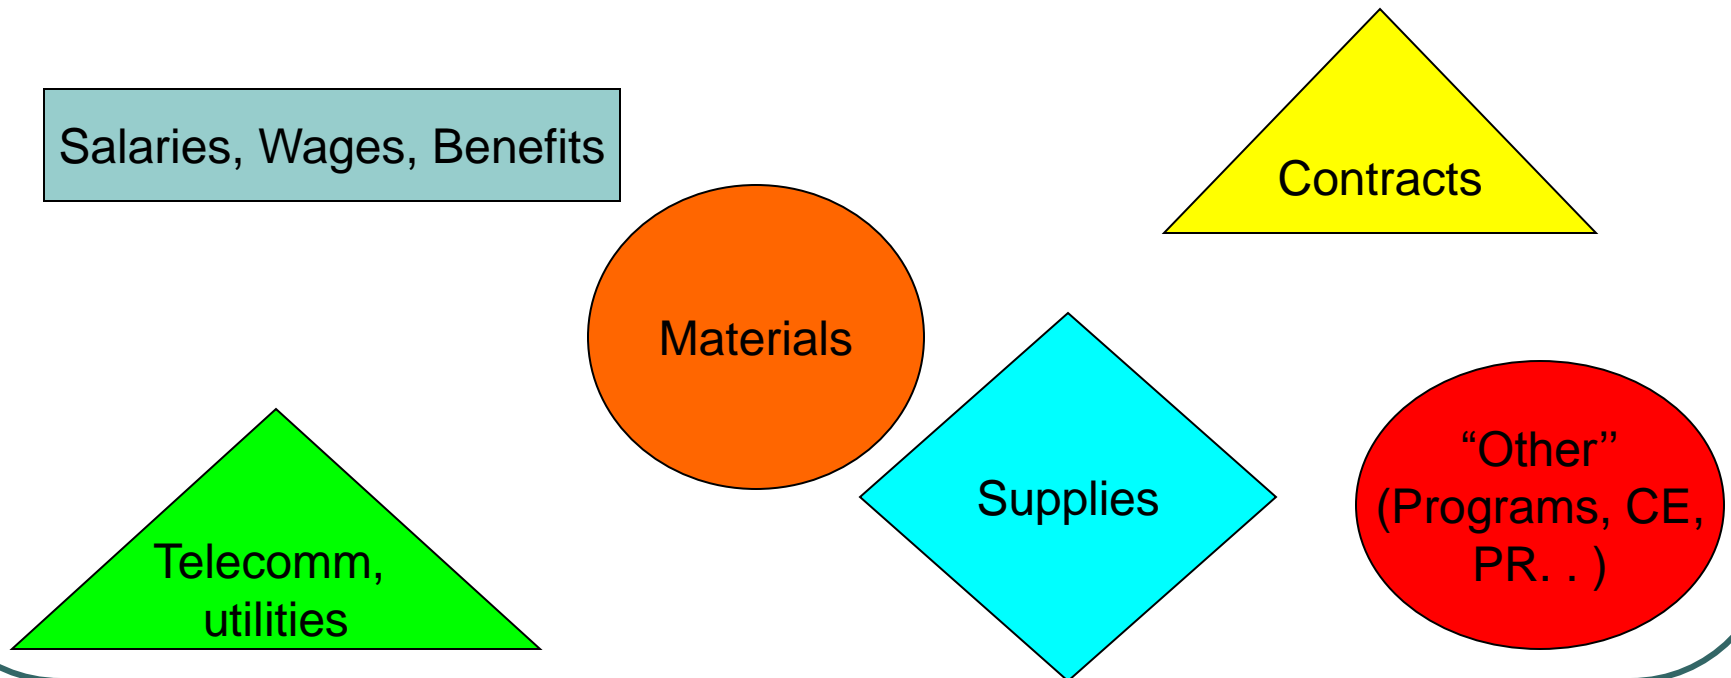 Salaries, Wages, Benefits
Contracts
Materials
Supplies
“Other’’
(Programs, CE,
PR. . )
Telecomm,
utilities